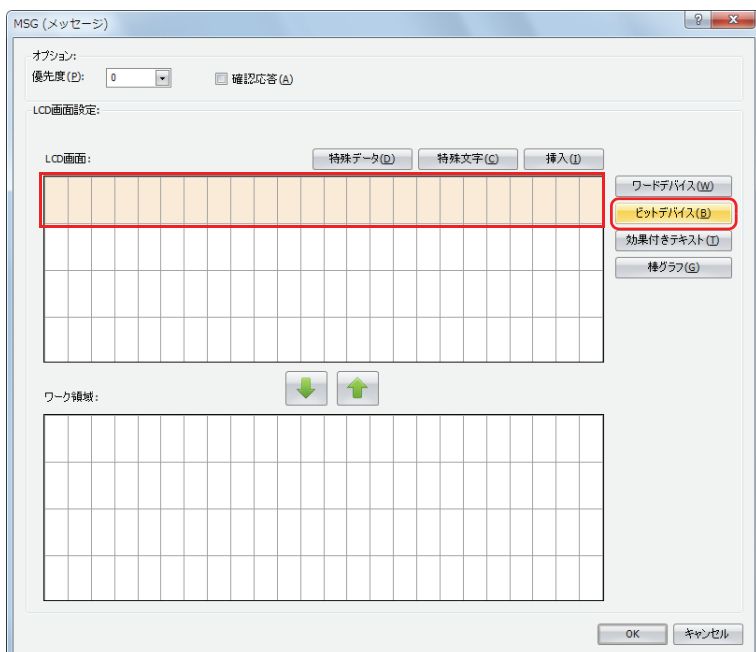 MSG (メッセージ)
オプション:
優先度(P): 0 確認応答(A)
LCD画面設定:
LCD画面: 特殊データ(D) 特殊文字(C) 挿入(I)
ワードデバイス(W)
ビットデバイス(B)
効果付きテキスト(T)
棒グラフ(G)
ワーク領域:
OK キャンセル